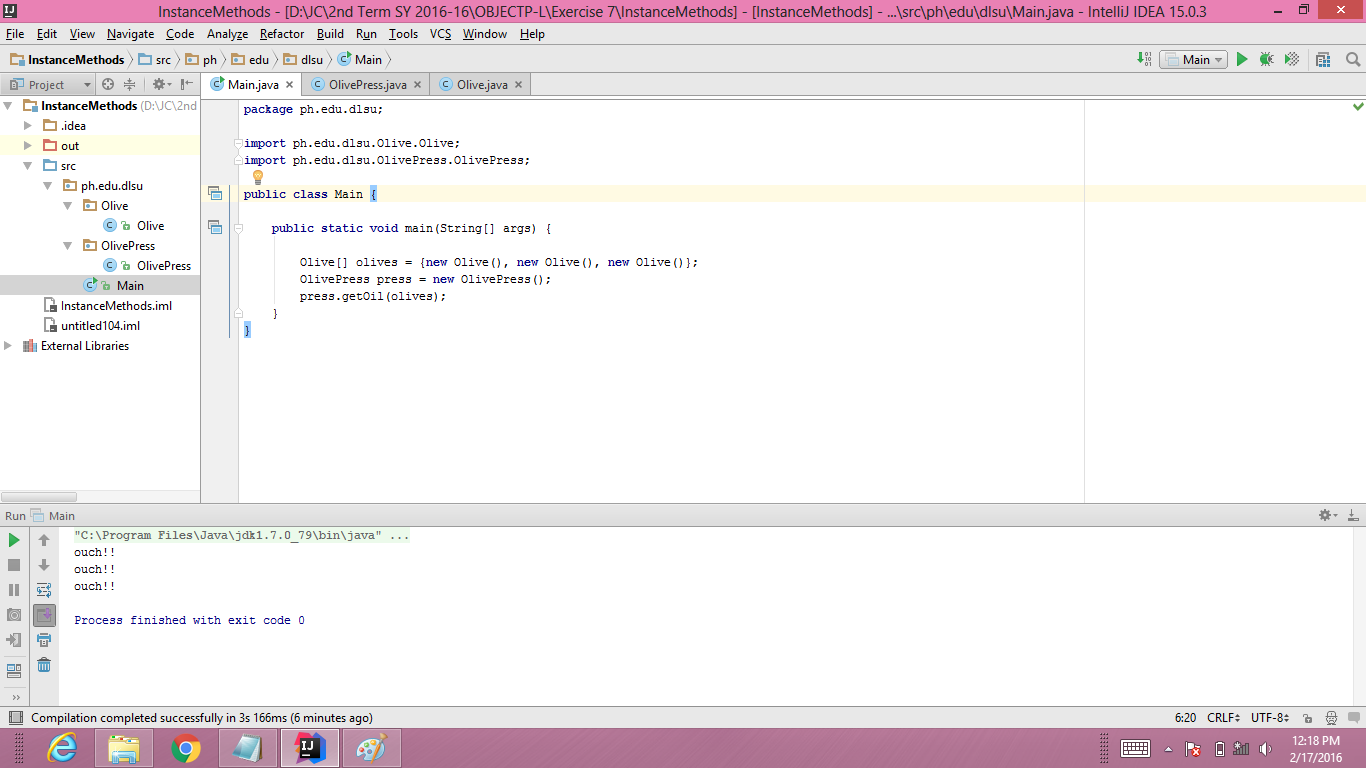 InstanceMethods - [D:\JC\2nd Term SY 2016-16\OBJECTP-L\Exercise 7\InstanceMethods] - [InstanceMethods] - ...\src\ph\edu\dlsu\Main.java - IntelliJ IDEA 15.0.3
File Edit View Navigate Code Analyze Refactor Build Run Tools VCS Window Help
InstanceMethods src ph edu dlsu Main
Main
Project
Main.java OlivePress.java Olive.java
InstanceMethods (D:\JC\2nd
.idea
out
src
ph.edu.dlsu
Olive
Olive
OlivePress
OlivePress
Main
InstanceMethods.iml
untitled104.iml
External Libraries
package ph.edu.dlsu;
import ph.edu.dlsu.Olive.Olive;
import ph.edu.dlsu.OlivePress.OlivePress;
public class Main {
public static void main(String[] args) {
Olive[] olives = {new Olive(), new Olive(), new Olive()};
OlivePress press = new OlivePress();
press.getOil(olives);
}
}
Run Main
"C:\Program Files\Java\jdk1.7.0_79\bin\java" ...
ouch!!
ouch!!
ouch!!
Process finished with exit code 0
Compilation completed successfully in 3s 166ms (6 minutes ago)
6:20 CRLF UTF-8
12:18 PM
2/17/2016